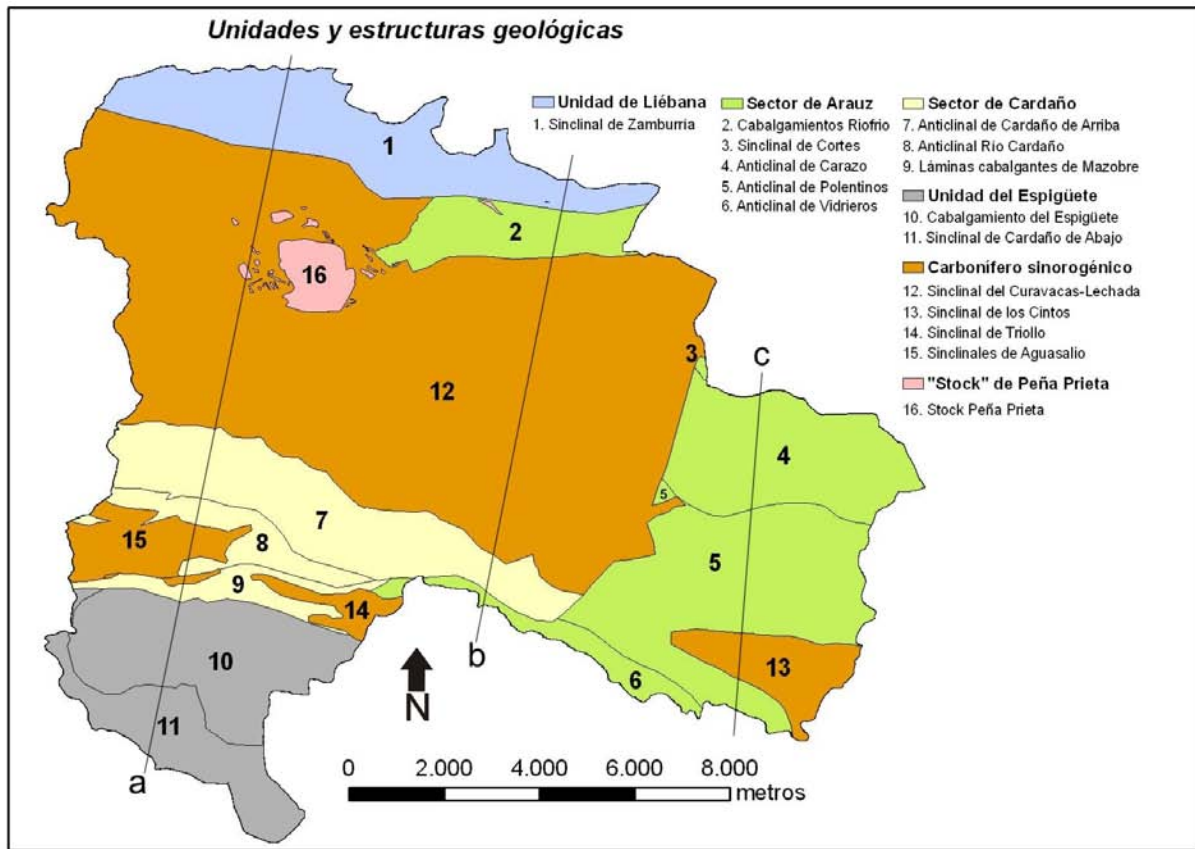 Unidades y estructuras geológicas
Unidad de Liébana
1. Sinclinal de Zamburria
Sector de Arauz
2. Cabalgamientos Riofrio
3. Sinclinal de Cortes
4. Anticlinal de Carazo
5. Anticlinal de Polentinos
6. Anticlinal de Vidrieros
Sector de Cardaño
7. Anticlinal de Cardaño de Arriba
8. Anticlinal Río Cardaño
9. Láminas cabalgantes de Mazobre
Unidad del Espigüete
10. Cabalgamiento del Espigüete
11. Sinclinal de Cardaño de Abajo
Carbonífero sinorogénico
12. Sinclinal del Curavacas-Lechada
13. Sinclinal de los Cintos
14. Sinclinal de Triollo
15. Sinclinales de Aguasalio
"Stock" de Peña Prieta
16. Stock Peña Prieta
1
2
16
3
c
12
4
5
7
15
8
5
9
14
10
b
13
6
N
11
a
0 2.000 4.000 6.000 8.000
metros